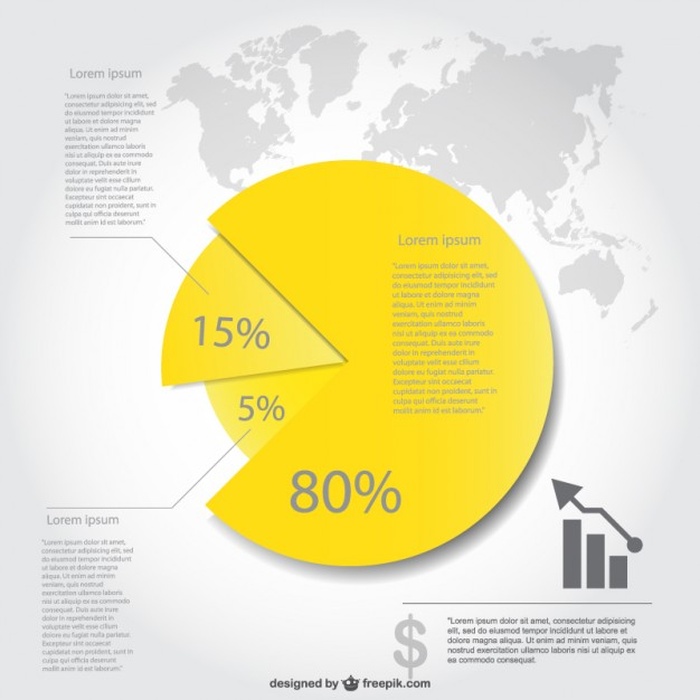 Lorem ipsum
"Lorem ipsum dolor sit amet,
consectetur adipisicing elit,
sed do eiusmod tempor
incididunt ut labore et
dolore magna aliqua.
Ut enim ad minim
veniam, quis nostrud
exercitation ullamco laboris
nisi ut aliquip ex ea commodo
consequat. Duis aute irure
dolor in reprehenderit in
voluptate velit esse cillum
dolore eu fugiat nulla pariatur.
Excepteur sint occaecat
cupidatat non proident, sunt in
culpa qui officia deserunt
mollit anim id est laborum."
15%
5%
80%
Lorem ipsum
"Lorem ipsum dolor sit amet,
consectetur adipisicing elit,
sed do eiusmod tempor
incididunt ut labore et
dolore magna aliqua.
Ut enim ad minim
veniam, quis nostrud
exercitation ullamco laboris
nisi ut aliquip ex ea commodo
consequat. Duis aute irure
dolor in reprehenderit in
voluptate velit esse cillum
dolore eu fugiat nulla pariatur.
Excepteur sint occaecat
cupidatat non proident, sunt in
culpa qui officia deserunt
mollit anim id est laborum."
Lorem ipsum
"Lorem ipsum dolor sit amet,
consectetur adipisicing elit,
sed do eiusmod tempor
incididunt ut labore et
dolore magna aliqua.
Ut enim ad minim
veniam, quis nostrud
exercitation ullamco laboris
nisi ut aliquip ex ea commodo
consequat. Duis aute irure
dolor in reprehenderit in
voluptate velit esse cillum
dolore eu fugiat nulla pariatur.
Excepteur sint occaecat
cupidatat non proident, sunt in
culpa qui officia deserunt
mollit anim id est laborum."
$
"Lorem ipsum dolor sit amet, consectetur adipisicing
elit, sed do eiusmod tempor incididunt ut labore et
dolore magna aliqua. Ut enim ad minim veniam, quis
nostrud exercitation ullamco laboris nisi ut aliquip ex
ea commodo consequat.
designed by freepik.com